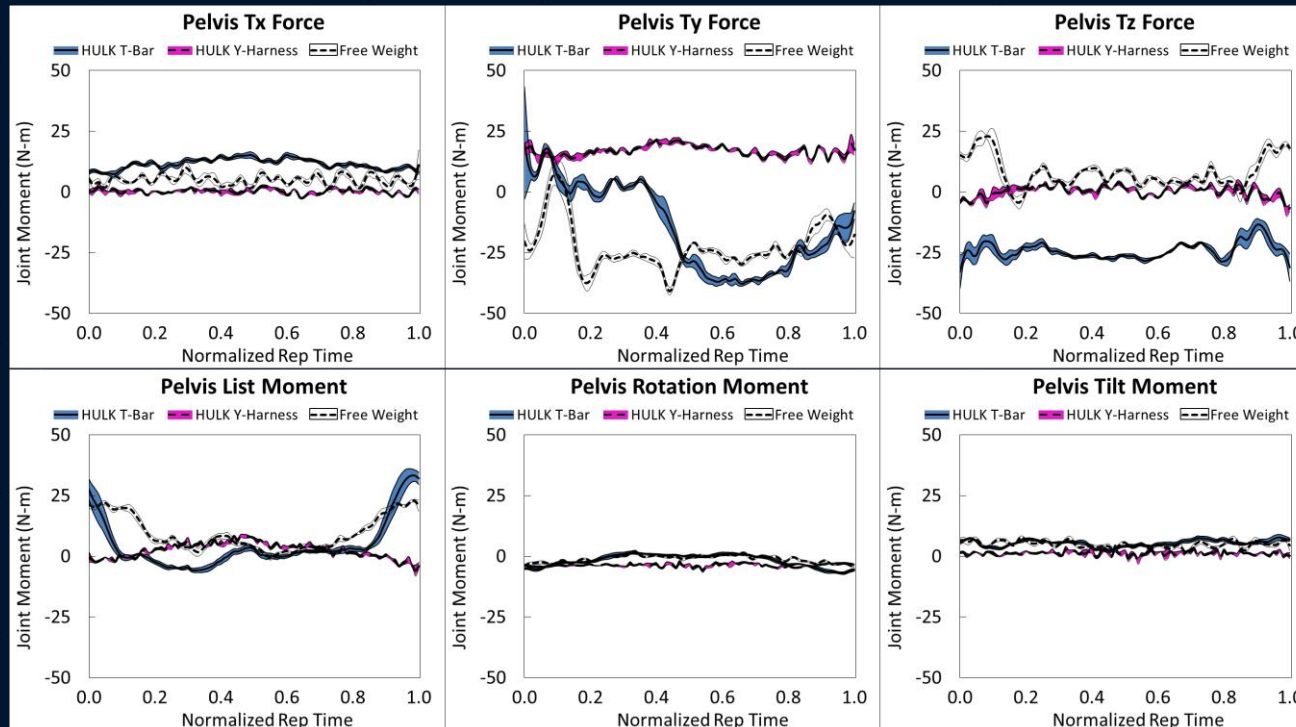 Pelvis Tx Force
HULK T-Bar HULK Y-Harness Free Weight
50
25
0
-25
-50
Joint Moment (N-m)
0.0 0.2 0.4 0.6 0.8 1.0
Normalized Rep Time
Pelvis Ty Force
HULK T-Bar HULK Y-Harness Free Weight
50
25
0
-25
-50
Joint Moment (N-m)
0.0 0.2 0.4 0.6 0.8 1.0
Normalized Rep Time
Pelvis Tz Force
HULK T-Bar HULK Y-Harness Free Weight
50
25
0
-25
-50
Joint Moment (N-m)
0.0 0.2 0.4 0.6 0.8 1.0
Normalized Rep Time
Pelvis List Moment
HULK T-Bar HULK Y-Harness Free Weight
50
25
0
-25
-50
Joint Moment (N-m)
0.0 0.2 0.4 0.6 0.8 1.0
Normalized Rep Time
Pelvis Rotation Moment
HULK T-Bar HULK Y-Harness Free Weight
50
25
0
-25
-50
Joint Moment (N-m)
0.0 0.2 0.4 0.6 0.8 1.0
Normalized Rep Time
Pelvis Tilt Moment
HULK T-Bar HULK Y-Harness Free Weight
50
25
0
-25
-50
Joint Moment (N-m)
0.0 0.2 0.4 0.6 0.8 1.0
Normalized Rep Time